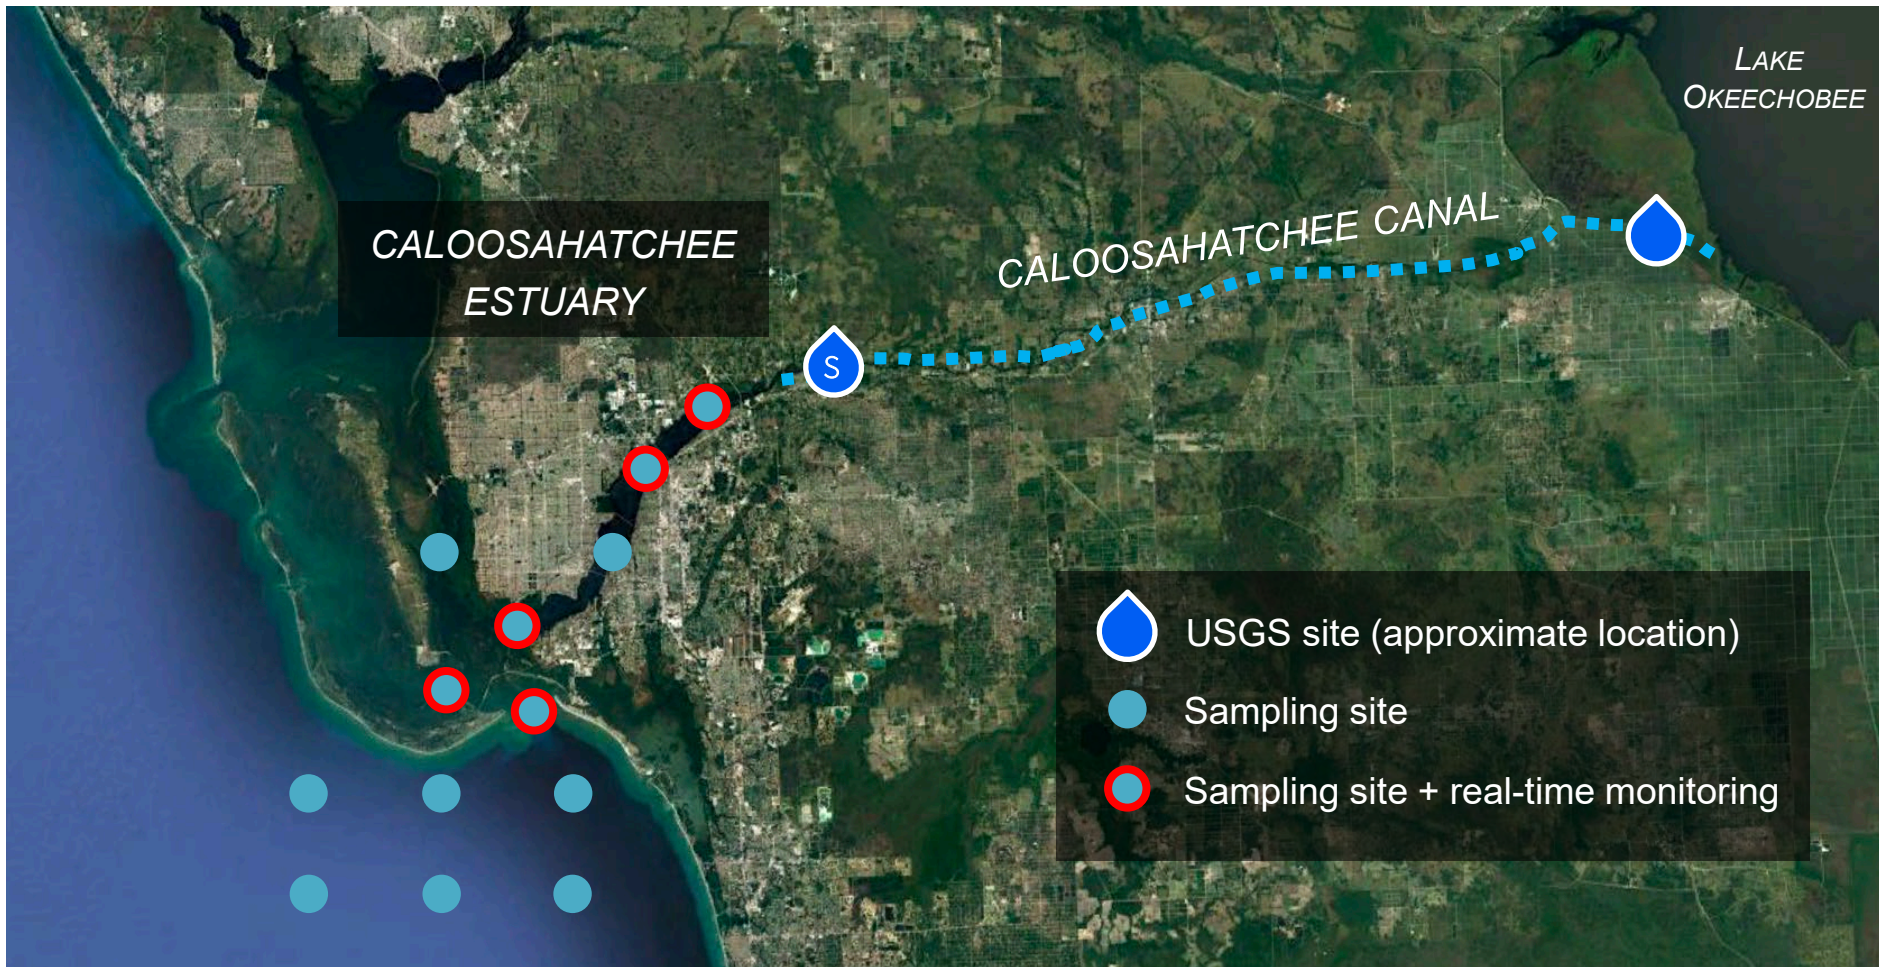 LAKE
OKEECHOBEE
CALOOSAHATCHEE CANAL
CALOOSAHATCHEE
ESTUARY
S
USGS site (approximate location)
Sampling site
Sampling site + real-time monitoring